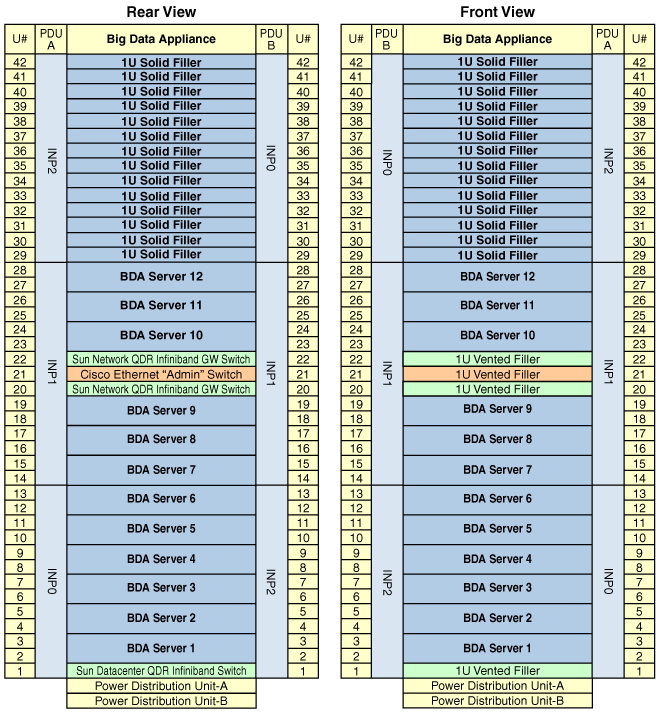 Rear View
U# PDU A Big Data Appliance PDU B U#
42 1U Solid Filler 42
41 1U Solid Filler 41
40 1U Solid Filler 40
39 1U Solid Filler 39
38 1U Solid Filler 38
37 1U Solid Filler 37
36 1U Solid Filler 36
35 1U Solid Filler 35
34 1U Solid Filler 34
33 1U Solid Filler 33
32 1U Solid Filler 32
31 1U Solid Filler 31
30 1U Solid Filler 30
29 1U Solid Filler 29
INP2 INP0
28 BDA Server 12 28
27 27
26 BDA Server 11 26
25 25
24 BDA Server 10 24
23 23
22 Sun Network QDR Infiniband GW Switch 22
21 Cisco Ethernet “Admin” Switch 21
20 Sun Network QDR Infiniband GW Switch 20
19 BDA Server 9 19
18 18
17 BDA Server 8 17
16 16
15 BDA Server 7 15
14 14
INP1 INP1
13 BDA Server 6 13
12 12
11 BDA Server 5 11
10 10
9 BDA Server 4 9
8 8
7 BDA Server 3 7
6 6
5 BDA Server 2 5
4 4
3 BDA Server 1 3
2 2
1 Sun Datacenter QDR Infiniband Switch 1
INP0 INP2
Power Distribution Unit-A
Power Distribution Unit-B
Front View
U# PDU B Big Data Appliance PDU A U#
42 1U Solid Filler 42
41 1U Solid Filler 41
40 1U Solid Filler 40
39 1U Solid Filler 39
38 1U Solid Filler 38
37 1U Solid Filler 37
36 1U Solid Filler 36
35 1U Solid Filler 35
34 1U Solid Filler 34
33 1U Solid Filler 33
32 1U Solid Filler 32
31 1U Solid Filler 31
30 1U Solid Filler 30
29 1U Solid Filler 29
INP0 INP2
28 BDA Server 12 28
27 27
26 BDA Server 11 26
25 25
24 BDA Server 10 24
23 23
22 1U Vented Filler 22
21 1U Vented Filler 21
20 1U Vented Filler 20
19 BDA Server 9 19
18 18
17 BDA Server 8 17
16 16
15 BDA Server 7 15
14 14
INP1 INP1
13 BDA Server 6 13
12 12
11 BDA Server 5 11
10 10
9 BDA Server 4 9
8 8
7 BDA Server 3 7
6 6
5 BDA Server 2 5
4 4
3 BDA Server 1 3
2 2
1 1U Vented Filler 1
INP2 INP0
Power Distribution Unit-A
Power Distribution Unit-B